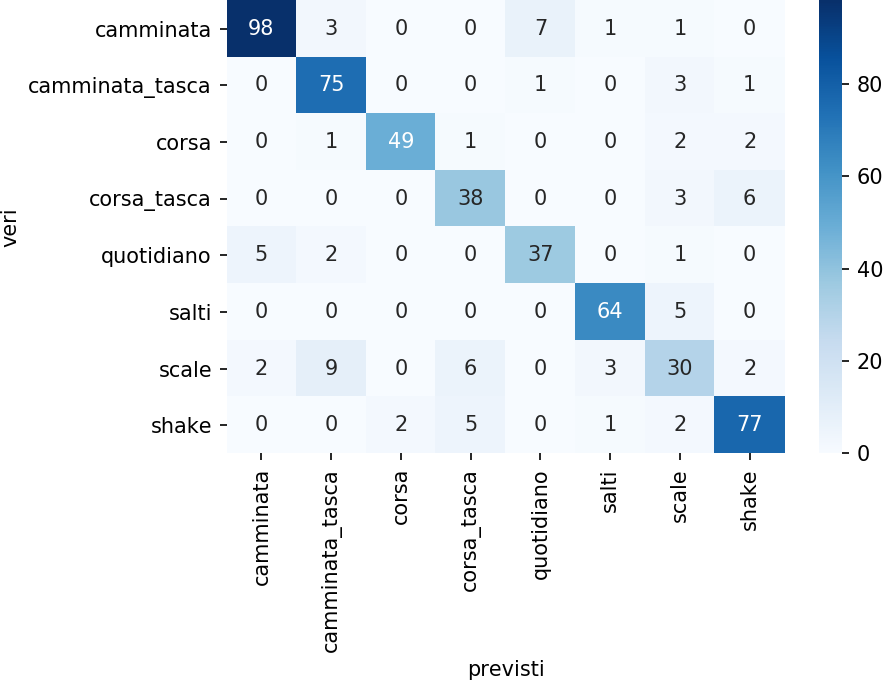 camminata 98 3 0 0 7 1 1 0
camminata_tasca 0 75 0 0 1 0 3 1
corsa 0 1 49 1 0 0 2 2
corsa_tasca 0 0 0 38 0 0 3 6
quotidiano 5 2 0 0 37 0 1 0
salti 0 0 0 0 0 64 5 0
scale 2 9 0 6 0 3 30 2
shake 0 0 2 5 0 1 2 77
veri
camminata
camminata_tasca
corsa
corsa_tasca
quotidiano
salti
scale
shake
previsti
80
60
40
20
0